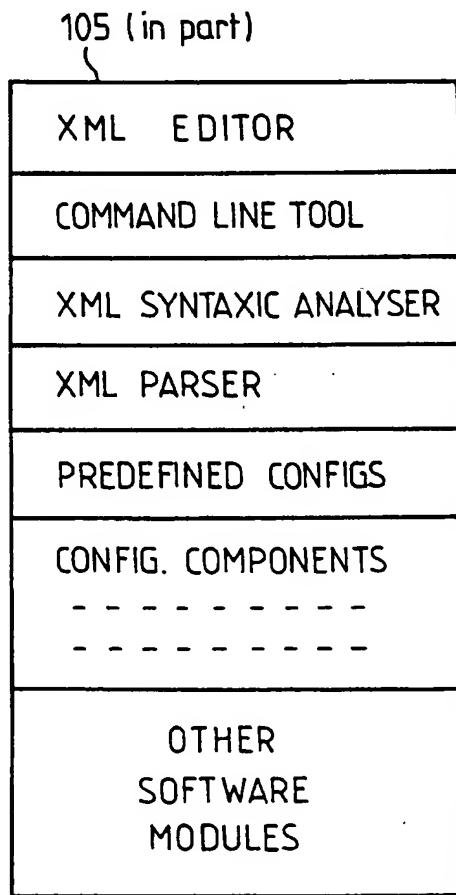 105 (in part)
XML EDITOR
COMMAND LINE TOOL
XML SYNTAXIC ANALYSER
XML PARSER
PREDEFINED CONFIGS
CONFIG. COMPONENTS
- - - - - - - - -
- - - - - - - - -
OTHER
SOFTWARE
MODULES